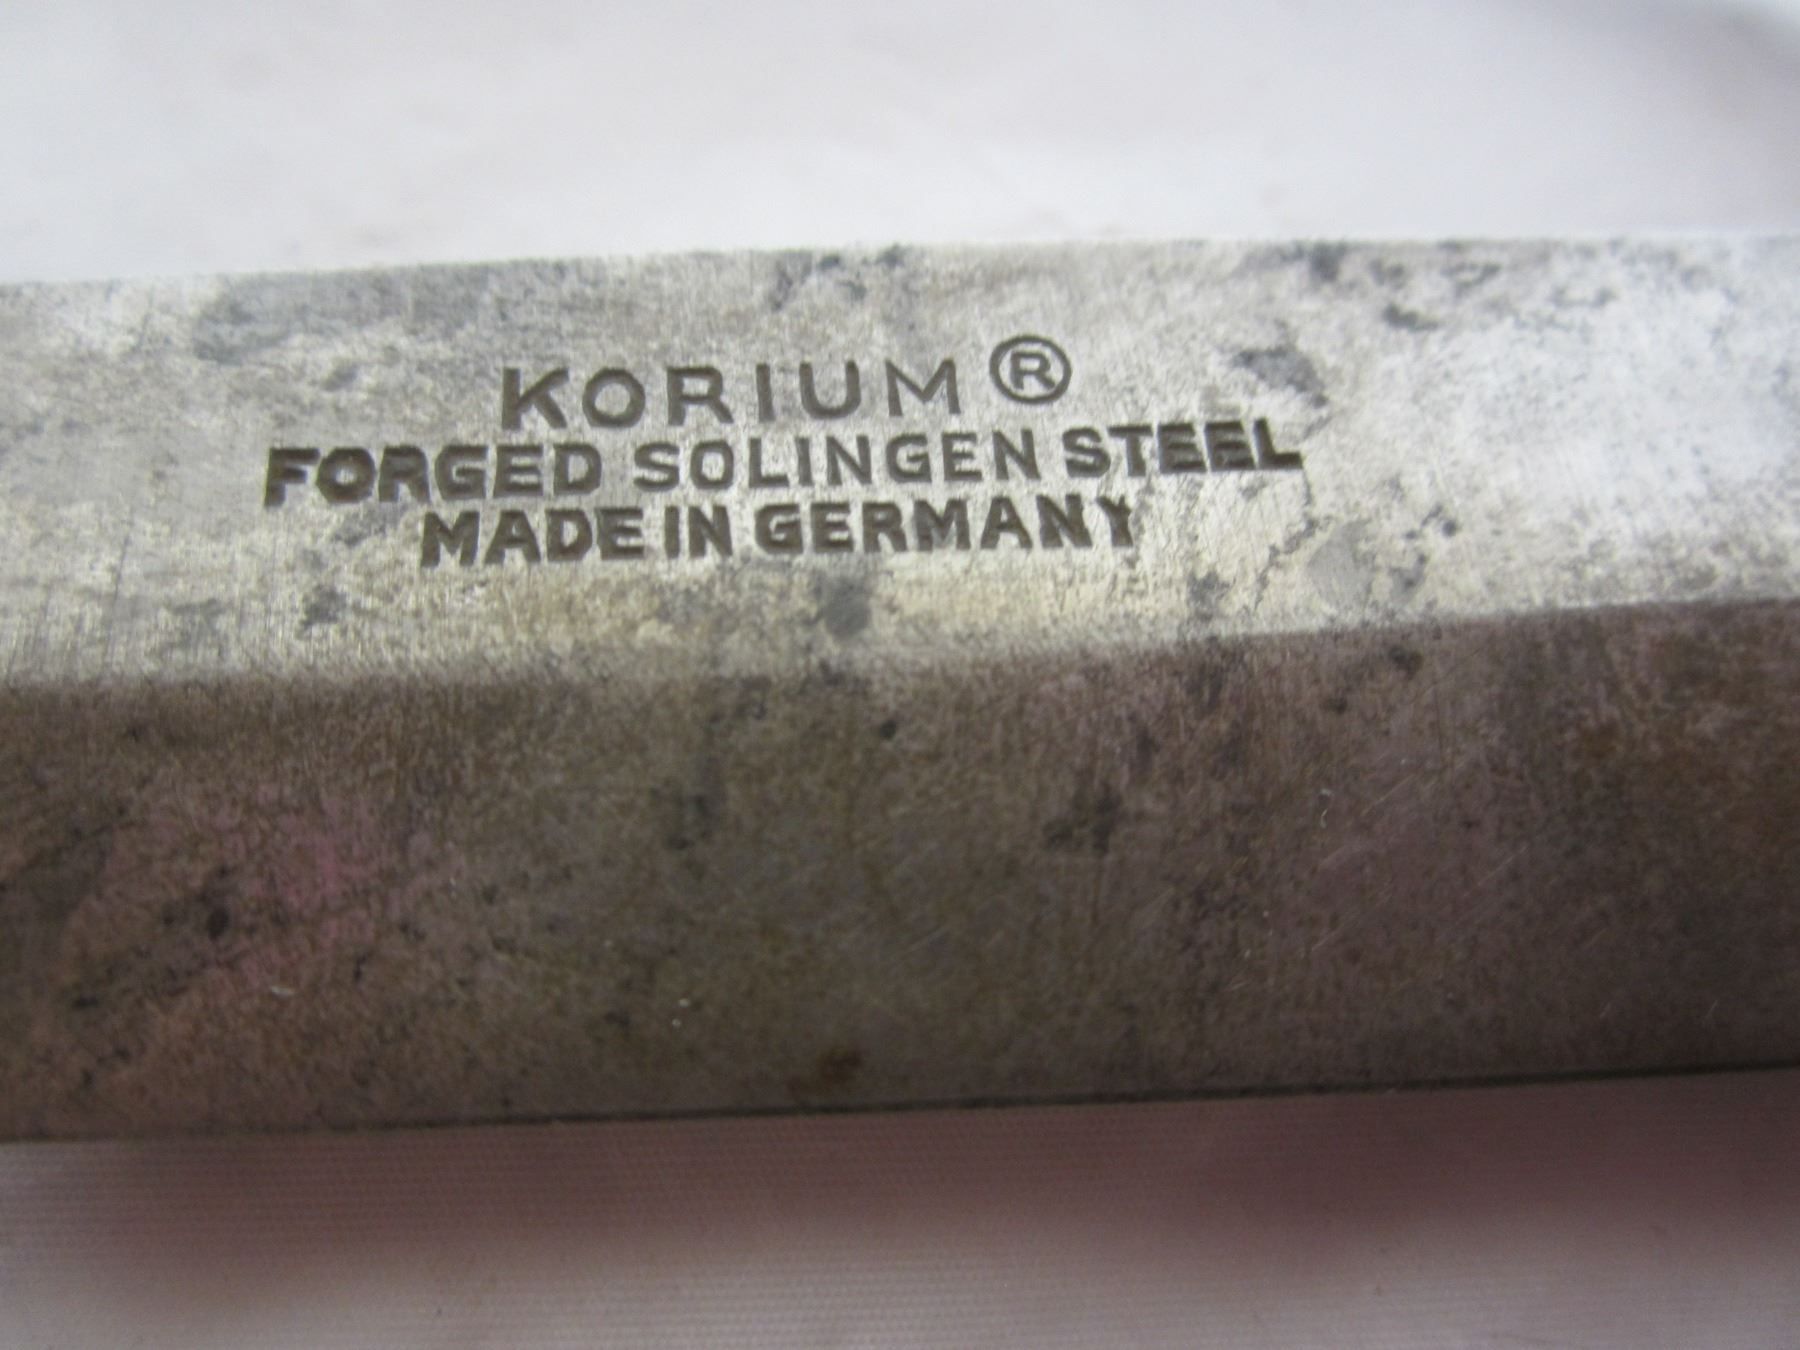 KORIUM®
FORGED SOLINGEN STEEL
MADE IN GERMANY